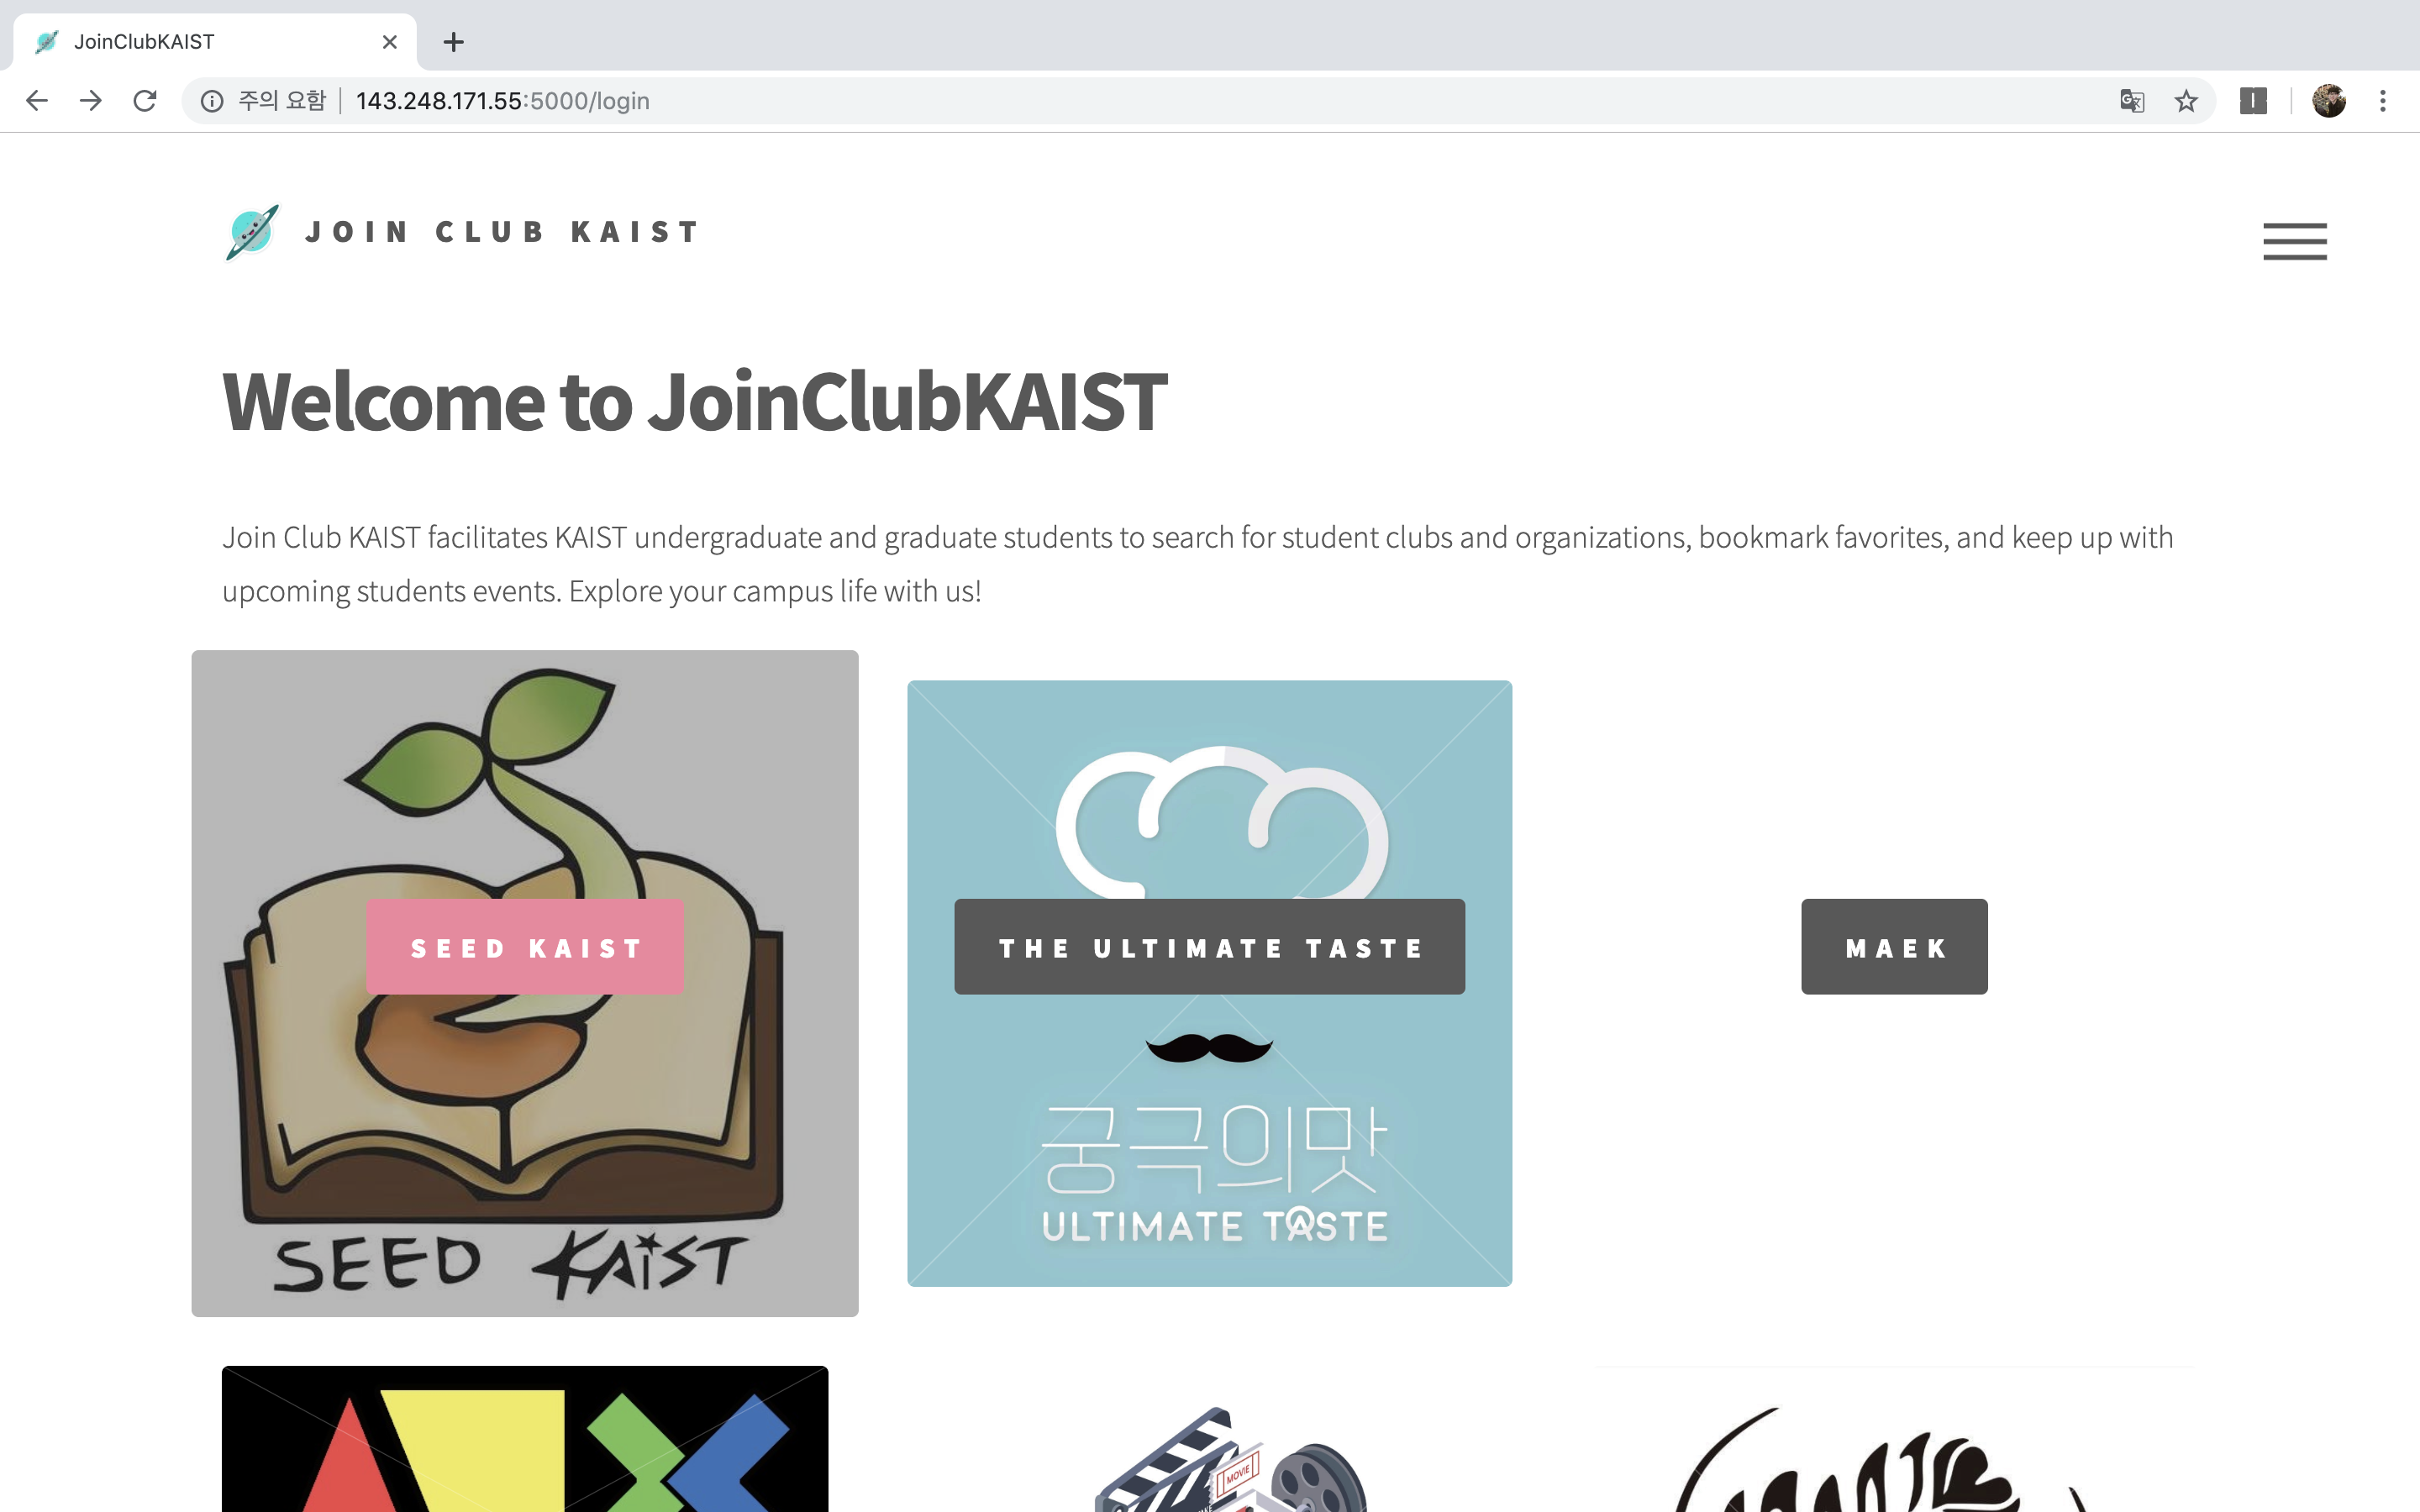 JoinClubKAIST
주의 요함 143.248.171.55:5000/login
JOIN CLUB KAIST
Welcome to JoinClubKAIST
Join Club KAIST facilitates KAIST undergraduate and graduate students to search for student clubs and organizations, bookmark favorites, and keep up with
upcoming students events. Explore your campus life with us!
SEED KAIST
THE ULTIMATE TASTE
MAEK
궁극의맛
ULTIMATE TASTE
SEED KAIST
MOVIE